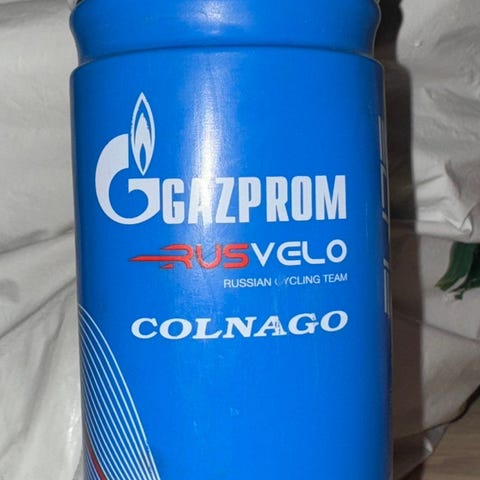 GAZPROM
RUSVELO
RUSSIAN CYCLING TEAM
COLNAGO